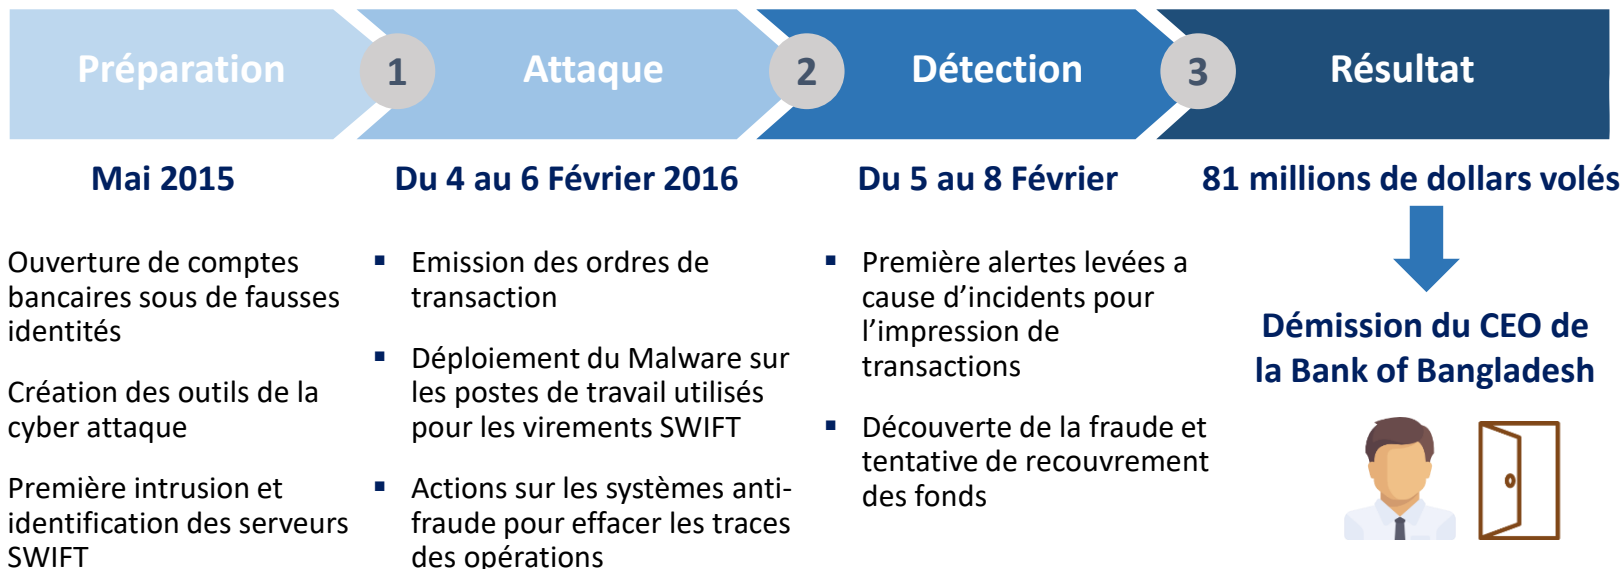 Préparation
1
Attaque
2
Détection
3
Résultat
Mai 2015
Ouverture de comptes
bancaires sous de fausses
identités
Création des outils de la
cyber attaque
Première intrusion et
identification des serveurs
SWIFT
Du 4 au 6 Février 2016
▪ Emission des ordres de
transaction
▪ Déploiement du Malware sur
les postes de travail utilisés
pour les virements SWIFT
▪ Actions sur les systèmes anti-
fraude pour effacer les traces
des opérations
Du 5 au 8 Février
▪ Première alertes levées a
cause d’incidents pour
l’impression de
transactions
▪ Découverte de la fraude et
tentative de recouvrement
des fonds
81 millions de dollars volés
Démission du CEO de
la Bank of Bangladesh